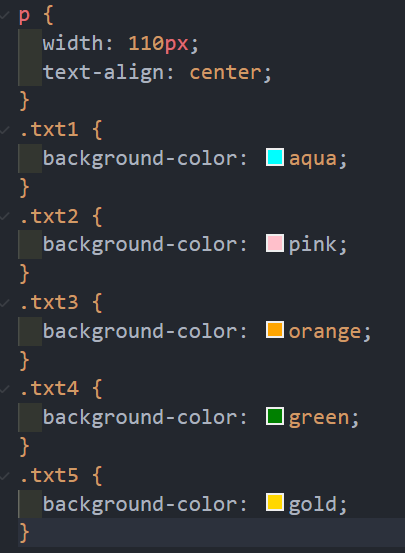 p {
  width: 110px;
  text-align: center;
}
.txt1 {
  background-color: aqua;
}
.txt2 {
  background-color: pink;
}
.txt3 {
  background-color: orange;
}
.txt4 {
  background-color: green;
}
.txt5 {
  background-color: gold;
}